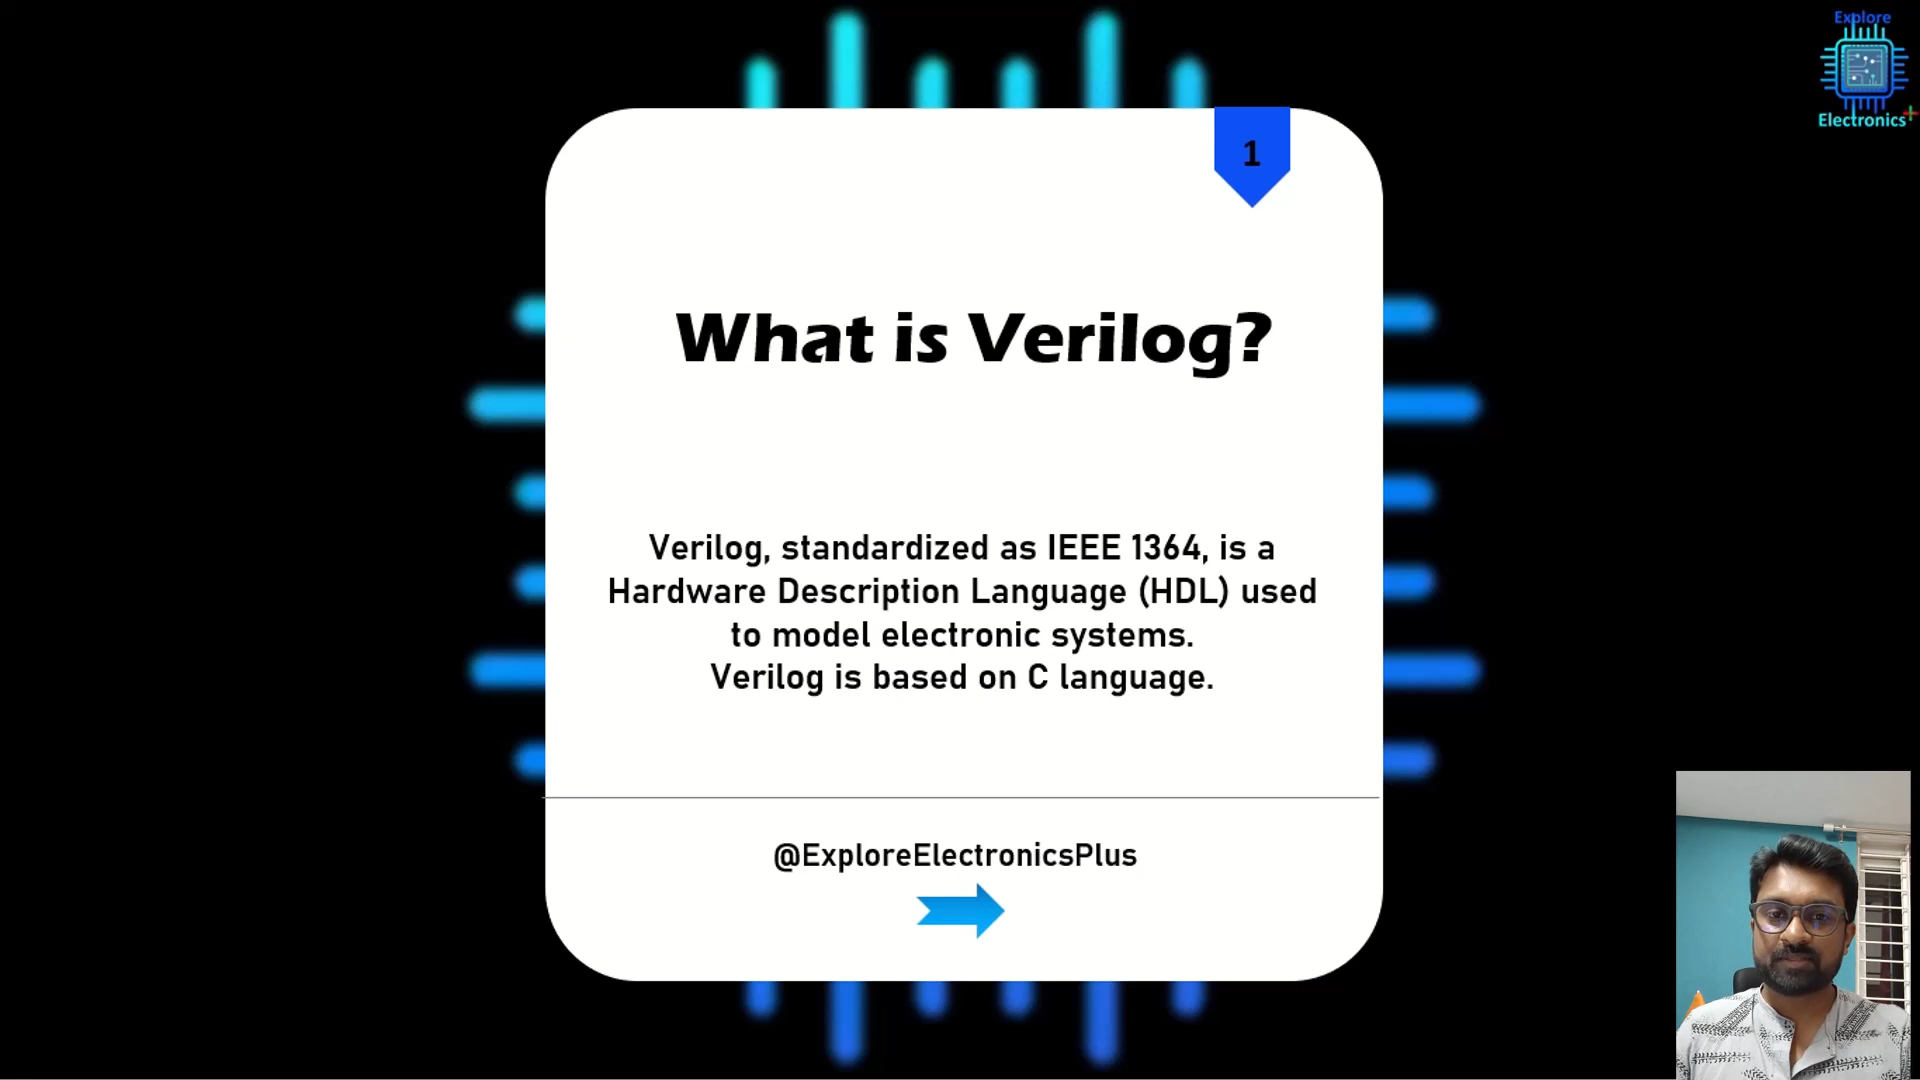 Explore
Electronics+
1
What is Verilog?
Verilog, standardized as IEEE 1364, is a
Hardware Description Language (HDL) used
to model electronic systems.
Verilog is based on C language.
@ExploreElectronicsPlus